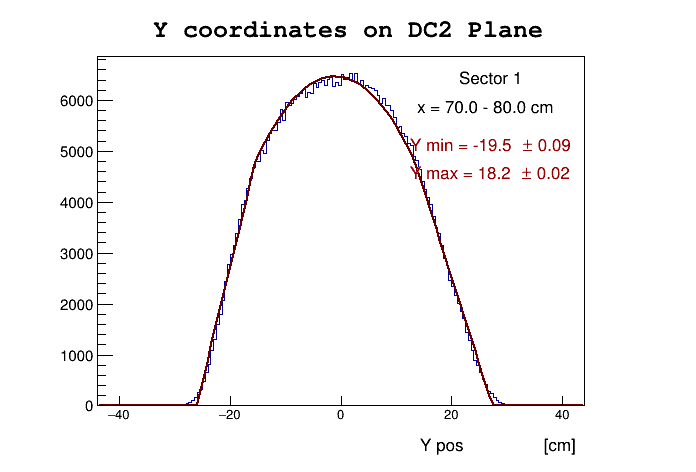 Y coordinates on DC2 Plane
Sector 1
x = 70.0 - 80.0 cm
Y min = -19.5 ± 0.09
Y max = 18.2 ± 0.02
6000
5000
4000
3000
2000
1000
0
−40 −20 0 20 40
Y pos [cm]